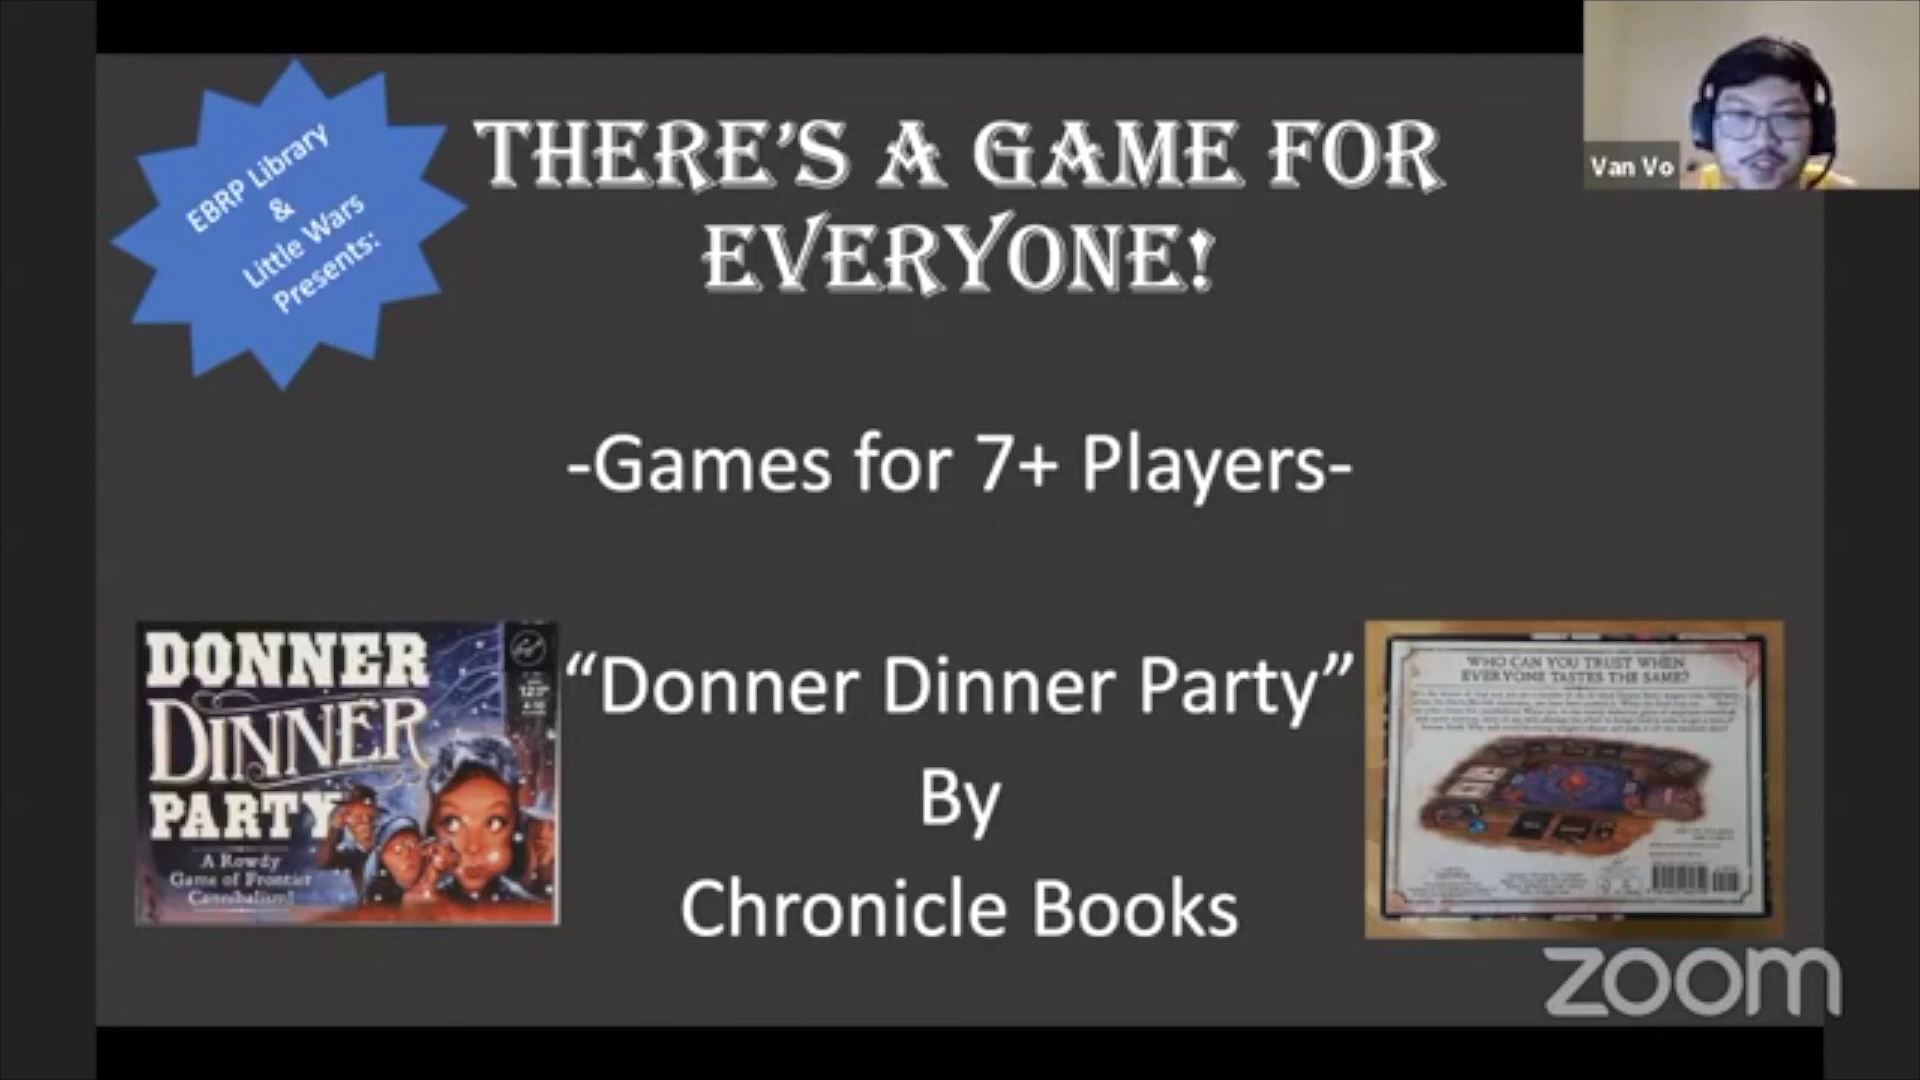 EBRP Library
&
Little Wars
Presents:
THERE'S A GAME FOR
EVERYONE!
Van Vo
-Games for 7+ Players-
DONNER
DINNER
PARTY
A Rowdy
Game of Frontier
Cannibalism!
"Donner Dinner Party"
By
Chronicle Books
WHO CAN YOU TRUST WHEN
EVERYONE TASTES THE SAME?
zoom